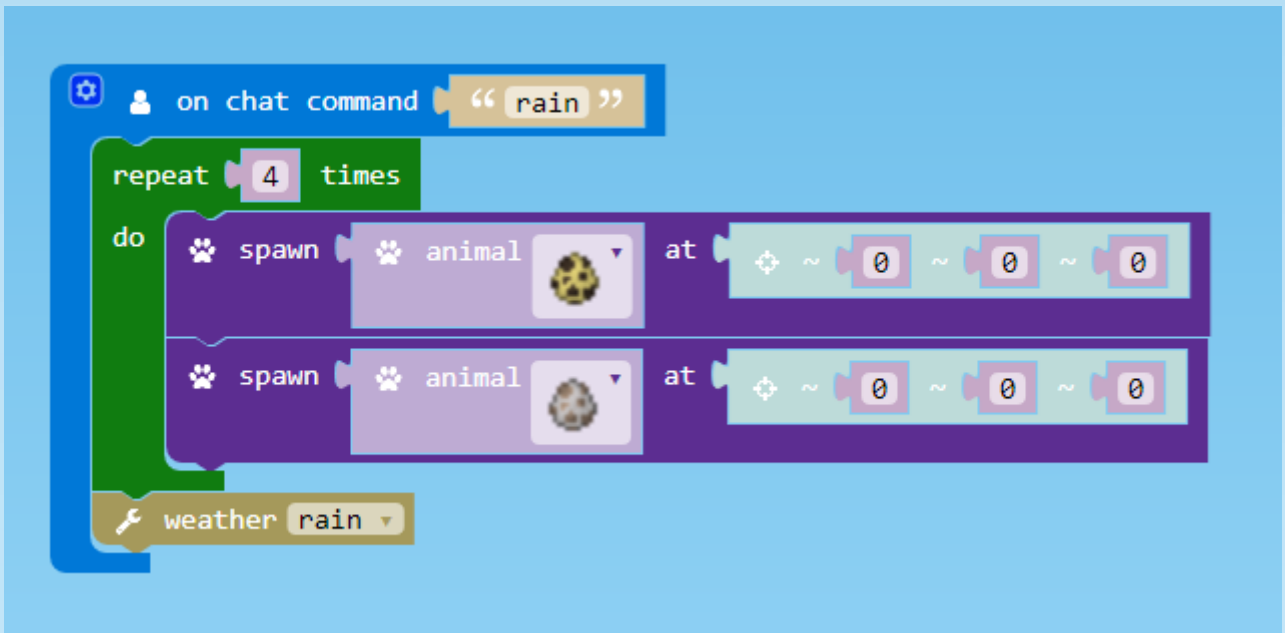 on chat command “ rain ”
repeat 4 times
do
spawn animal at ~ 0 ~ 0 ~ 0
spawn animal at ~ 0 ~ 0 ~ 0
weather rain